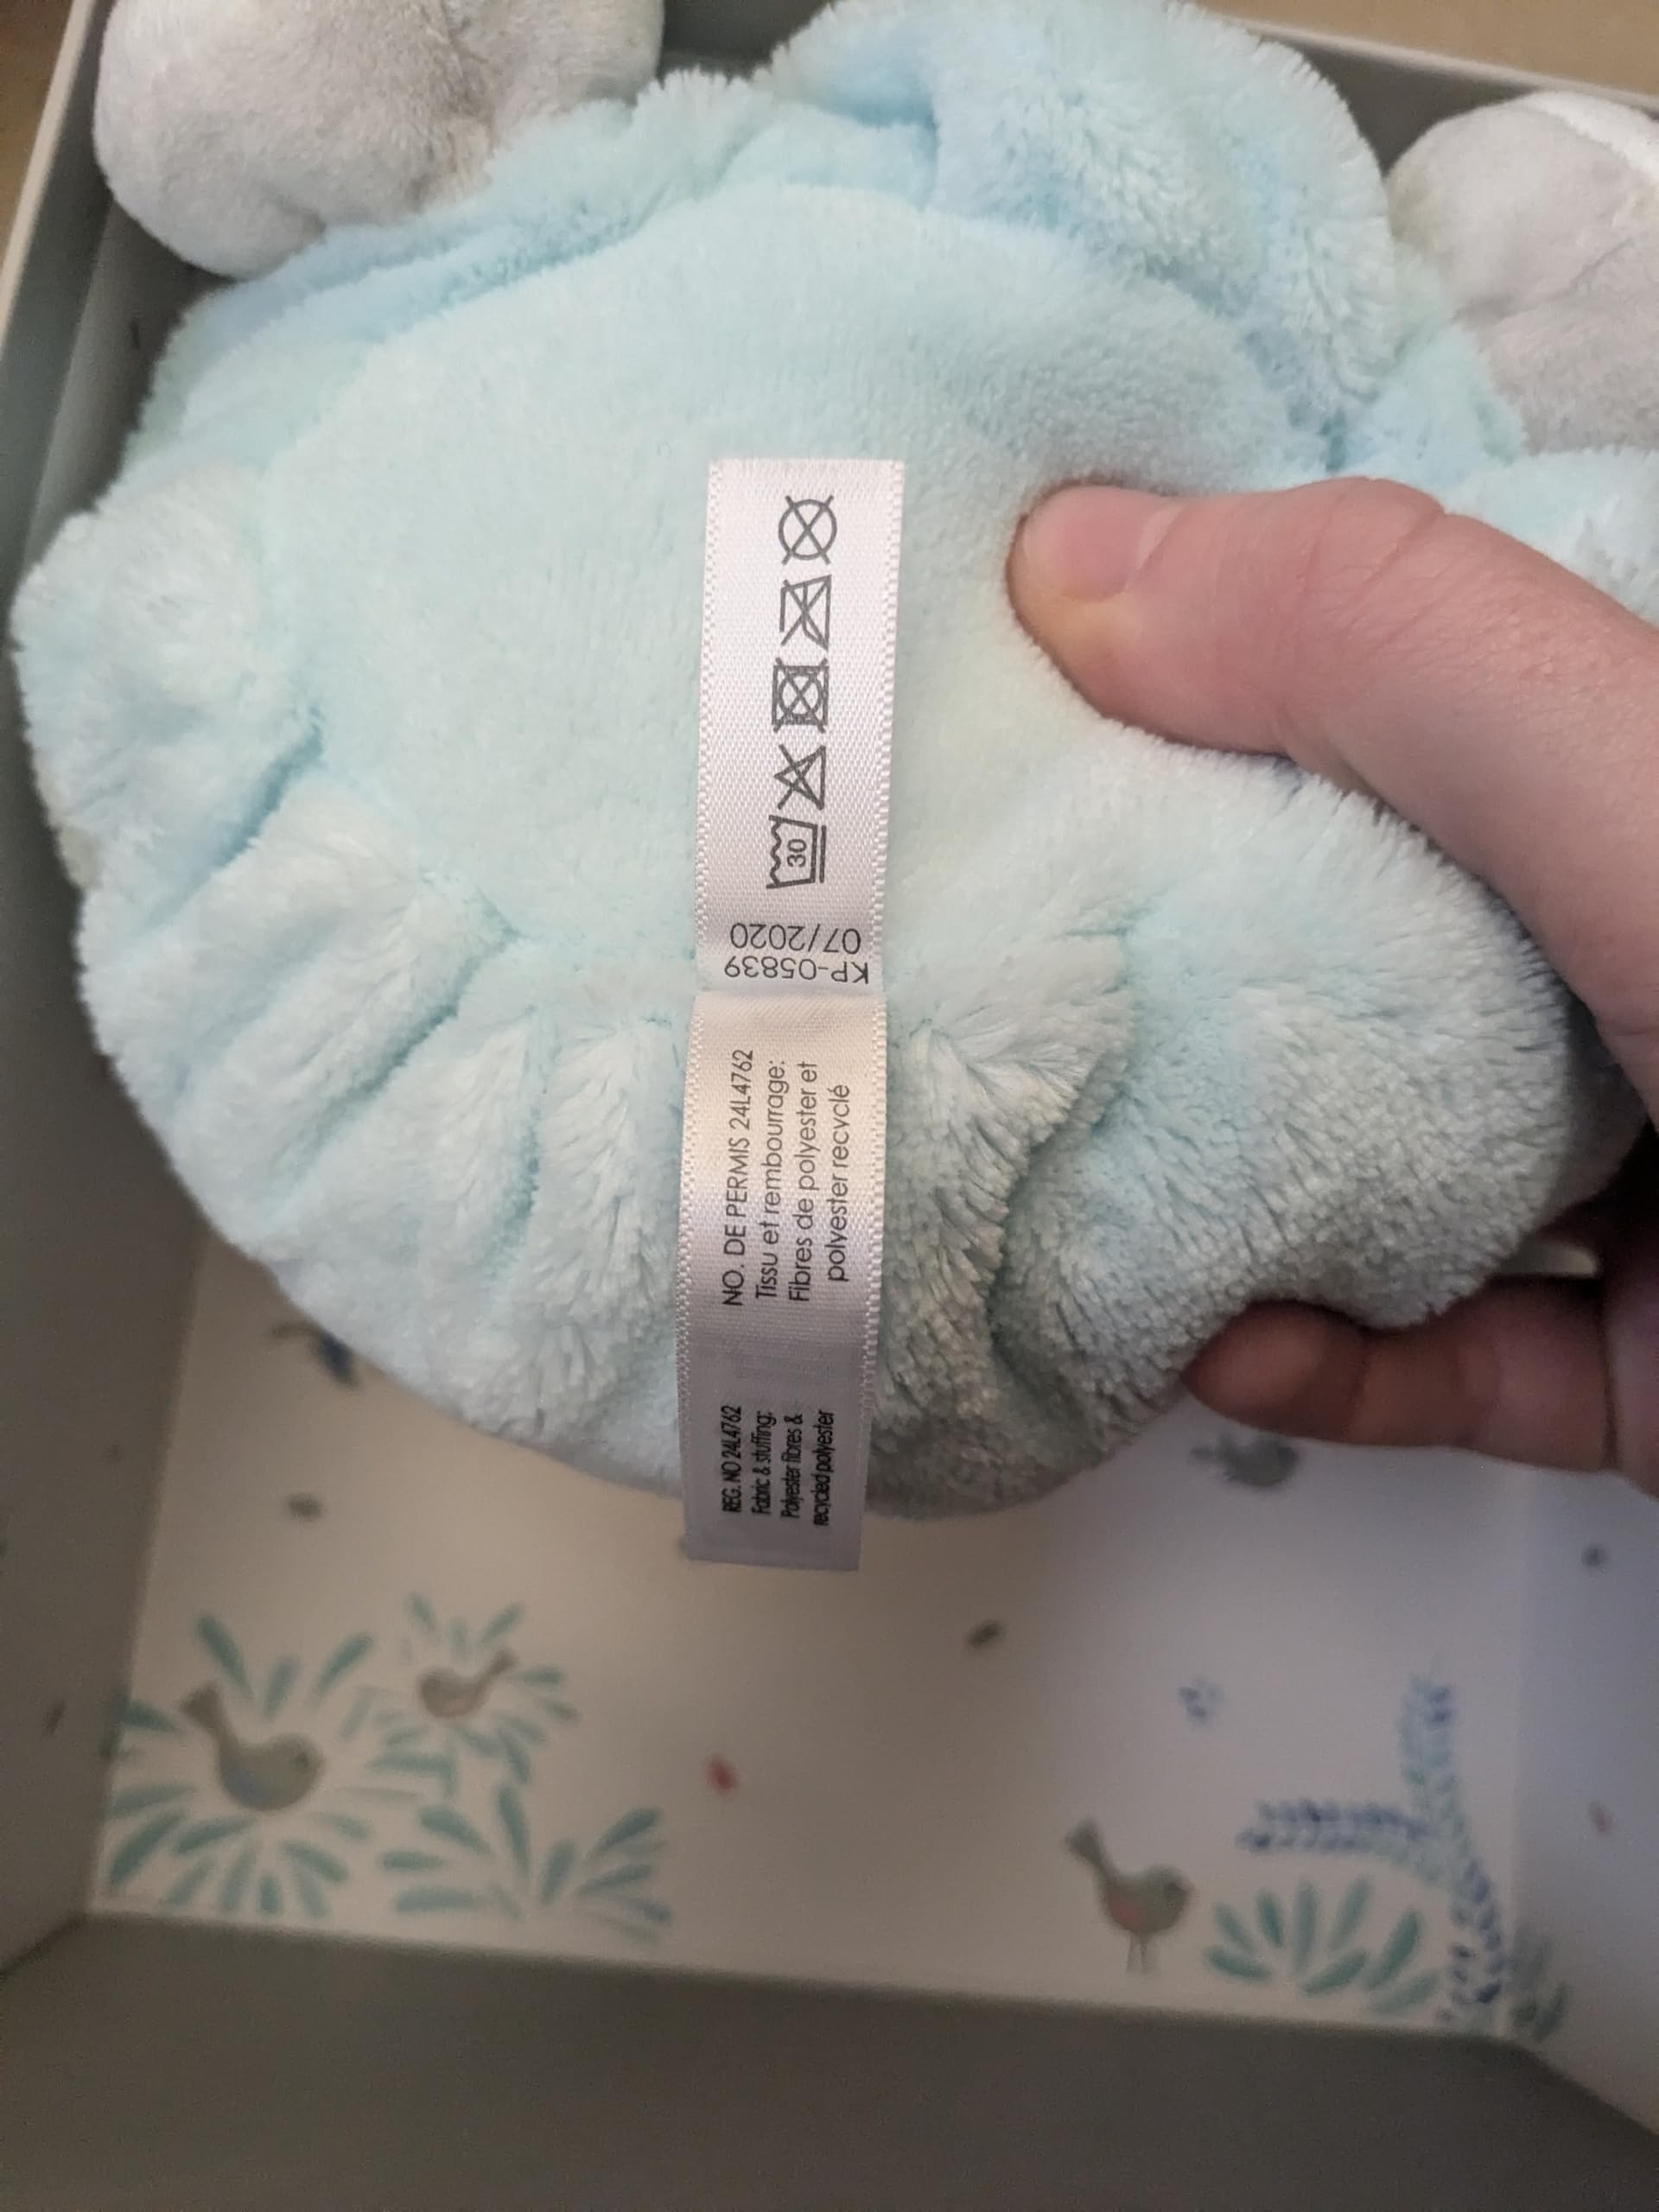 30
KP-05839
07/2020
NO. DE PERMIS 24L4762
Tissu et rembourrage:
Fibres de polyester et
polyester recyclé
REG. NO 24L4762
Fabric & stuffing:
Polyester fibres &
recycled polyester